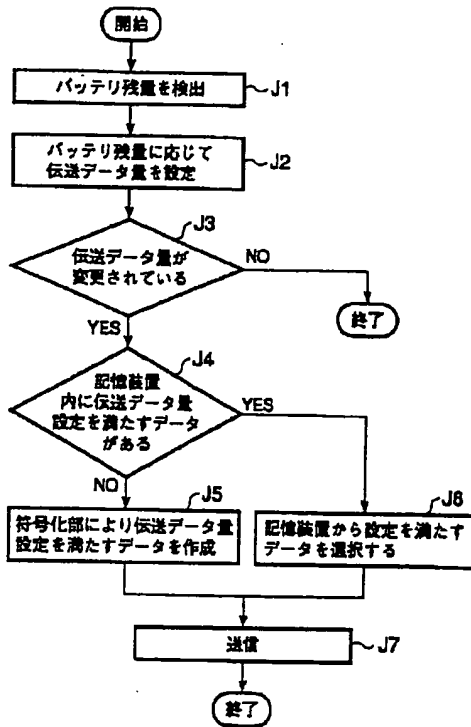 開始
バッテリ残量を検出
J1
バッテリ残量に応じて
伝送データ量を設定
J2
J3
伝送データ量が
変更されている
NO
終了
YES
J4
記憶装置
内に伝送データ量
設定を満たすデータ
がある
YES
NO
J5
符号化部により伝送データ量
設定を満たすデータを作成
J6
記憶装置から設定を満たす
データを選択する
送信
J7
終了